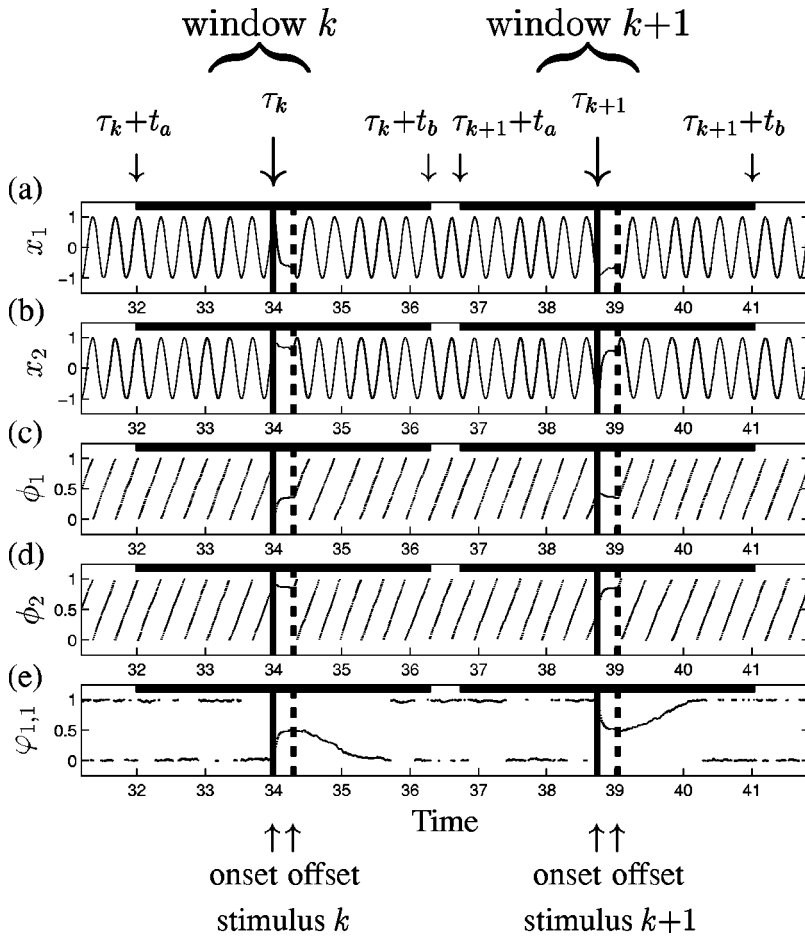 window k window k+1
τk τk+1
τk+ta τk+tb τk+1+ta τk+1+tb
(a)
x1
1
0
-1
32 33 34 35 36 37 38 39 40 41
(b)
x2
1
0
-1
32 33 34 35 36 37 38 39 40 41
(c)
ϕ1
1
0.5
0
32 33 34 35 36 37 38 39 40 41
(d)
ϕ2
1
0.5
0
32 33 34 35 36 37 38 39 40 41
(e)
φ1,1
1
0.5
0
32 33 34 35 36 37 38 39 40 41
Time
onset offset onset offset
stimulus k stimulus k+1